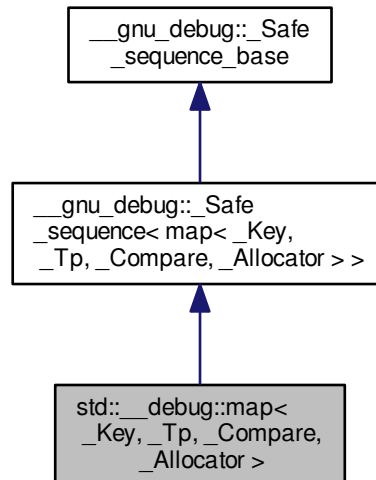 __gnu_debug::_Safe
_sequence_base
__gnu_debug::_Safe
_sequence< map< _Key,
_Tp, _Compare, _Allocator > >
std::__debug::map<
_Key, _Tp, _Compare,
_Allocator >